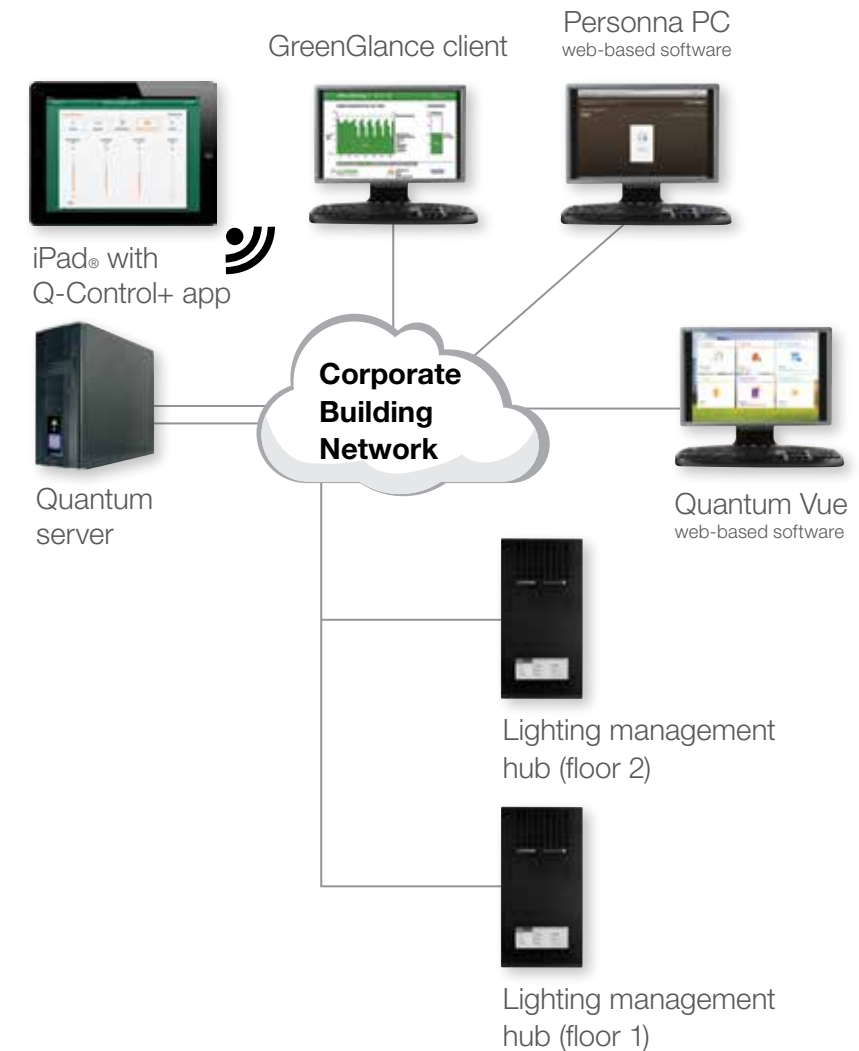 Personna PC
web-based software
GreenGlance client
iPad® with
Q-Control+ app
Corporate
Building
Network
Quantum
server
Quantum Vue
web-based software
Lighting management
hub (floor 2)
Lighting management
hub (floor 1)